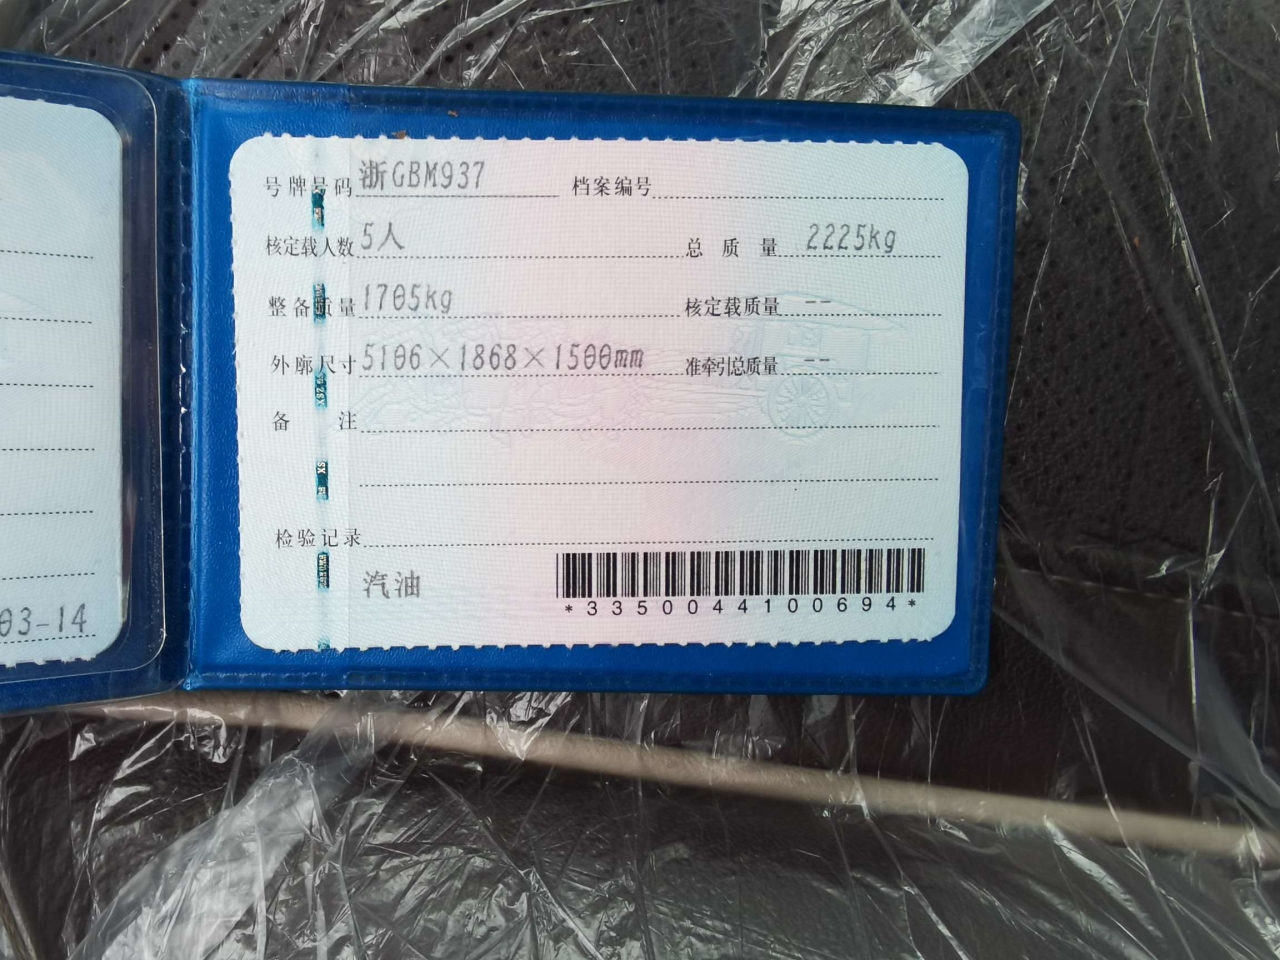 号牌号码 浙GBM937 档案编号
核定载人数 5人 总质量 2225kg
整备质量 1705kg 核定载质量 --
外廓尺寸 5106×1868×1500mm 准牵引总质量 --
备注
检验记录
汽油
*3350044100694*
03-14